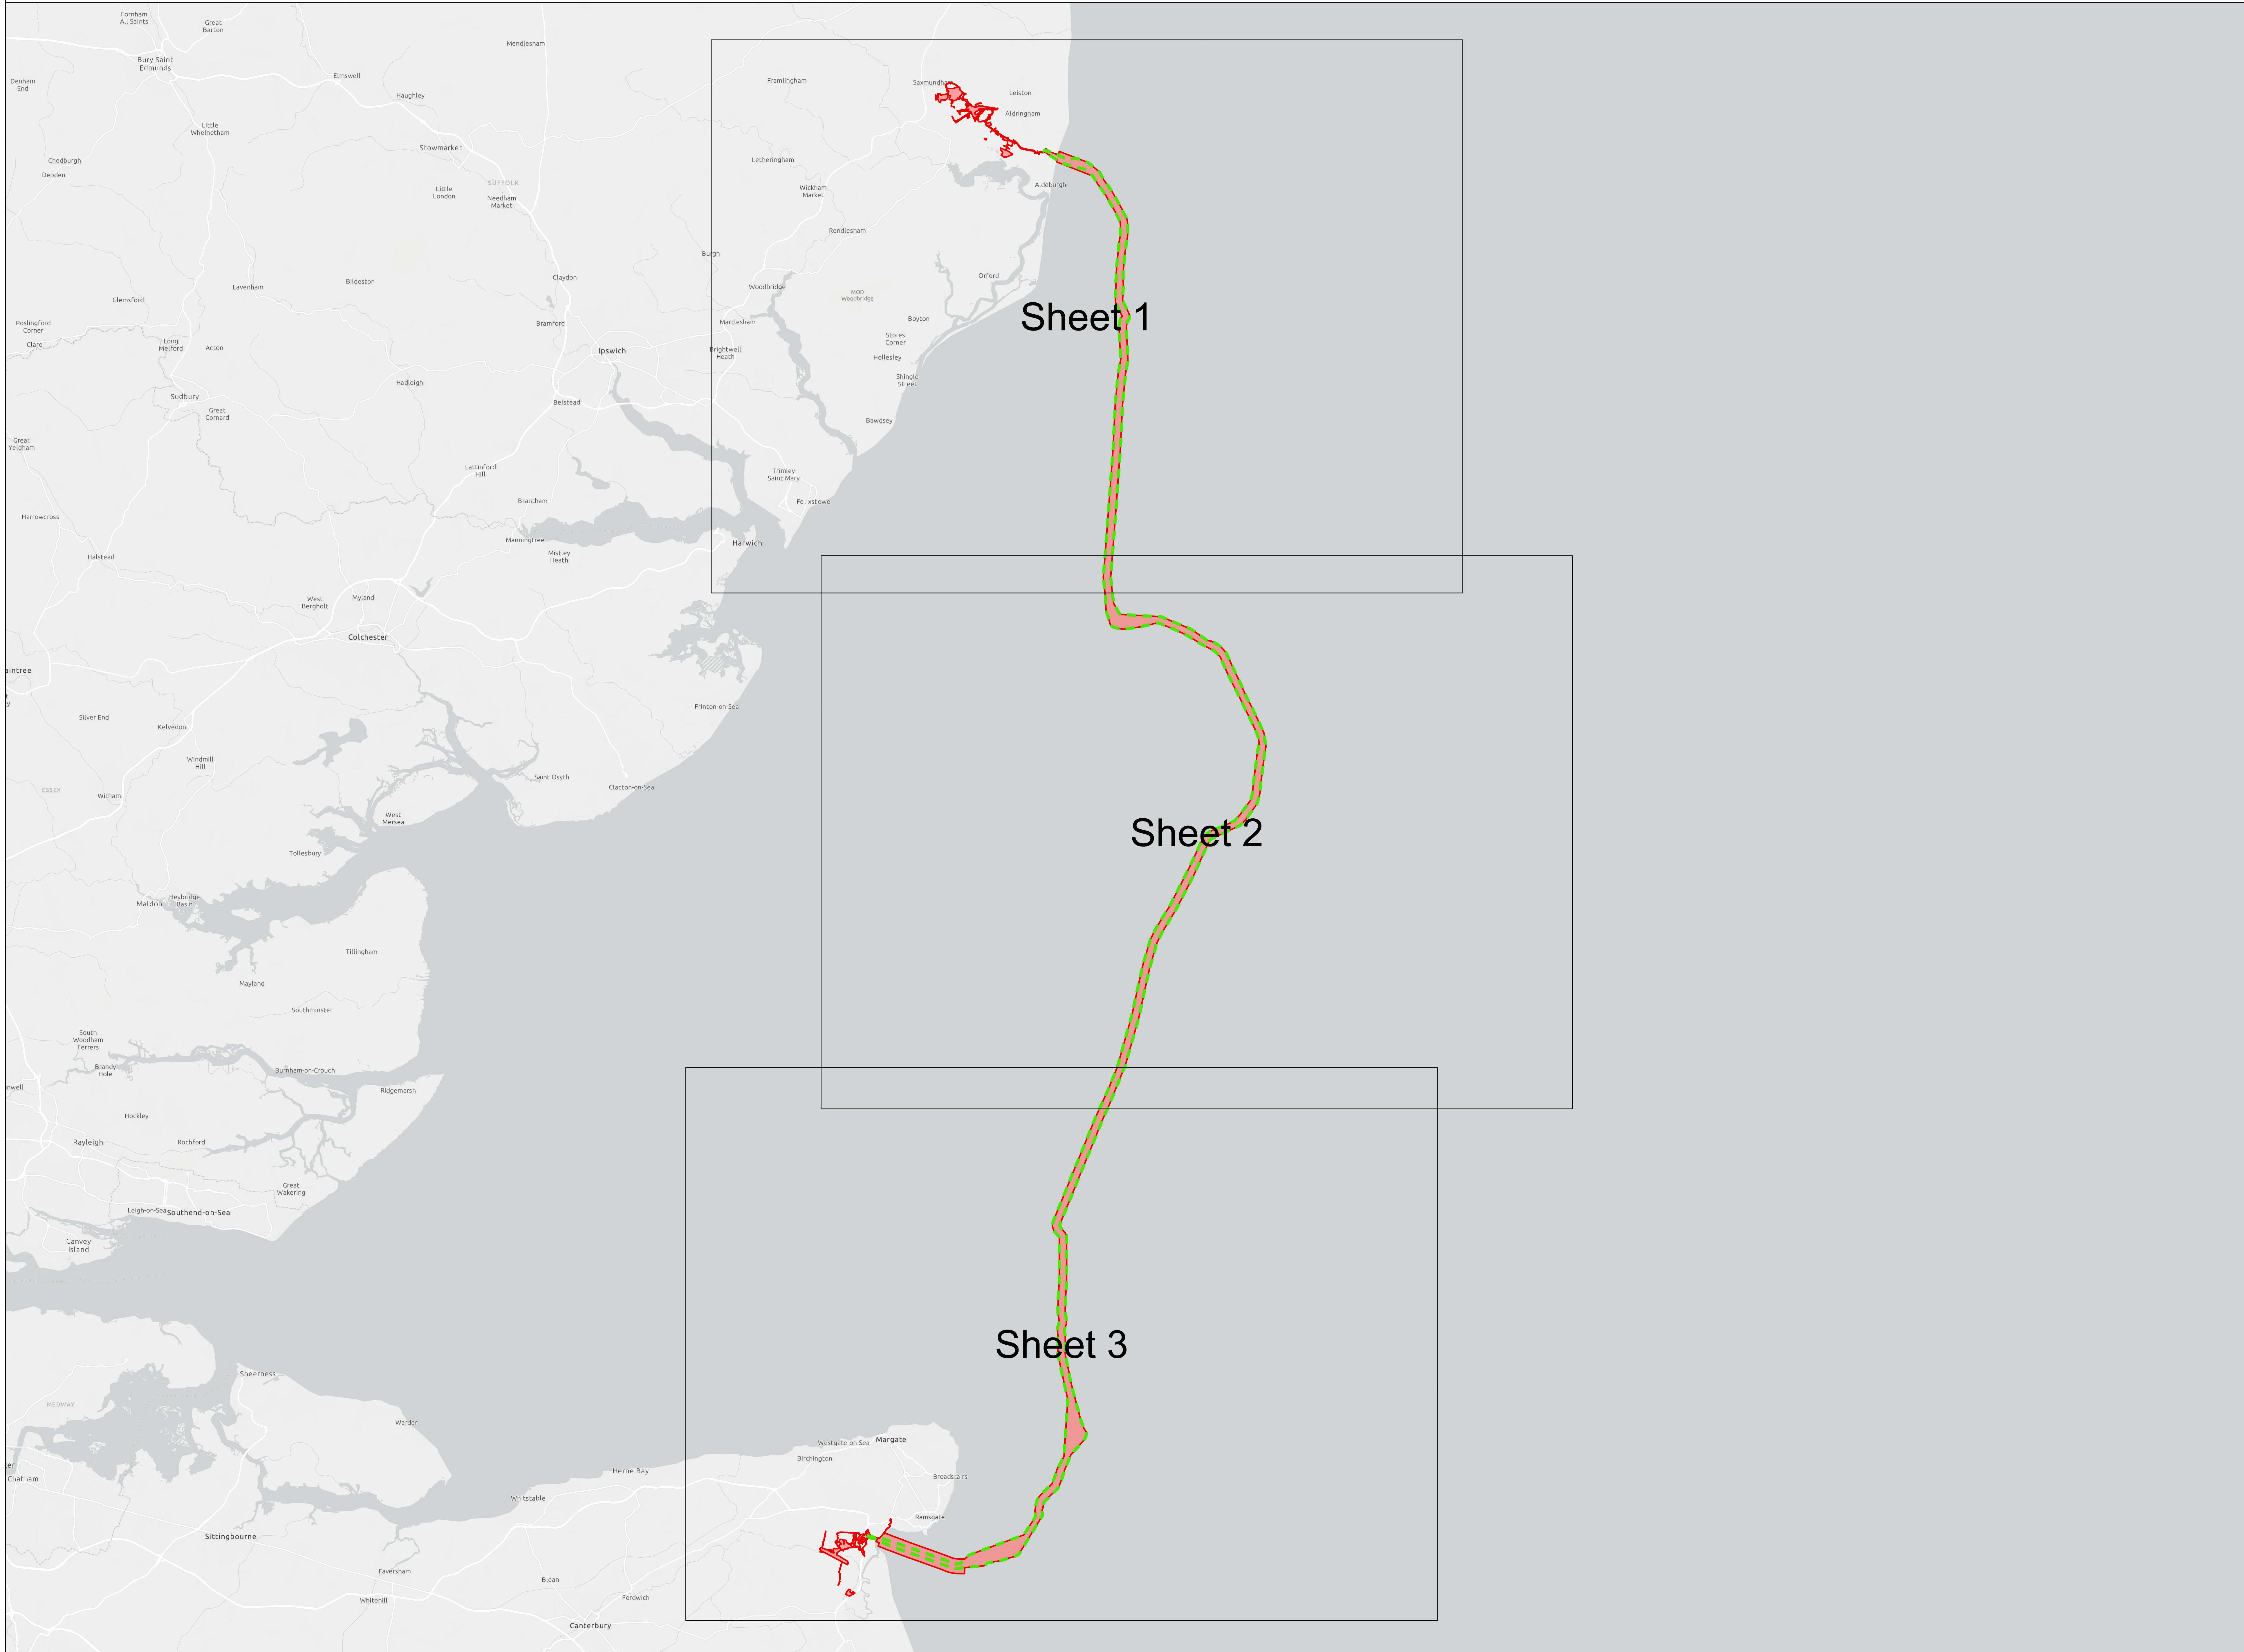 Fornham
All Saints
Great
Barton
Mendlesham
Bury Saint
Edmunds
Denham
End
Elmswell
Haughley
Framlingham
Leiston
Aldringham
Little
Whelnetham
Stowmarket
Chedburgh
Depden
Letheringham
SUFFOLK
Little
London
Needham
Market
Wickham
Market
Aldeburgh
Rendlesham
Burgh
Claydon
Orford
Bildeston
Lavenham
Woodbridge
MOD
Woodbridge
Glemsford
Sheet 1
Poslingford
Corner
Clare
Bramford
Martlesham
Boyton
Stores
Corner
Long
Melford
Acton
Ipswich
Brightwell
Heath
Hollesley
Shingle
Street
Hadleigh
Sudbury
Great
Cornard
Belstead
Bawdsey
Great
Yeldham
Lattinford
Hill
Trimley
Saint Mary
Brantham
Felixstowe
Harrowcross
Manningtree
Harwich
Halstead
Mistley
Heath
West
Bergholt
Myland
Colchester
aintree
Silver End
Kelvedon
Frinton-on-Sea
Windmill
Hill
Saint Osyth
Clacton-on-Sea
ESSEX
Witham
West
Mersea
Sheet 2
Tollesbury
Maldon
Heybridge
Basin
Tillingham
Mayland
Southminster
South
Woodham
Ferrers
Brandy
Hole
Burnham-on-Crouch
nwell
Ridgemarsh
Hockley
Rayleigh
Rochford
Great
Wakering
Leigh-on-Sea
Southend-on-Sea
Canvey
Island
Sheet 3
Sheerness
MEDWAY
Warden
Westgate-on-Sea
Margate
Birchington
Herne Bay
Broadstairs
Chatham
Whitstable
Ramsgate
Sittingbourne
Faversham
Blean
Whitehill
Fordwich
Canterbury